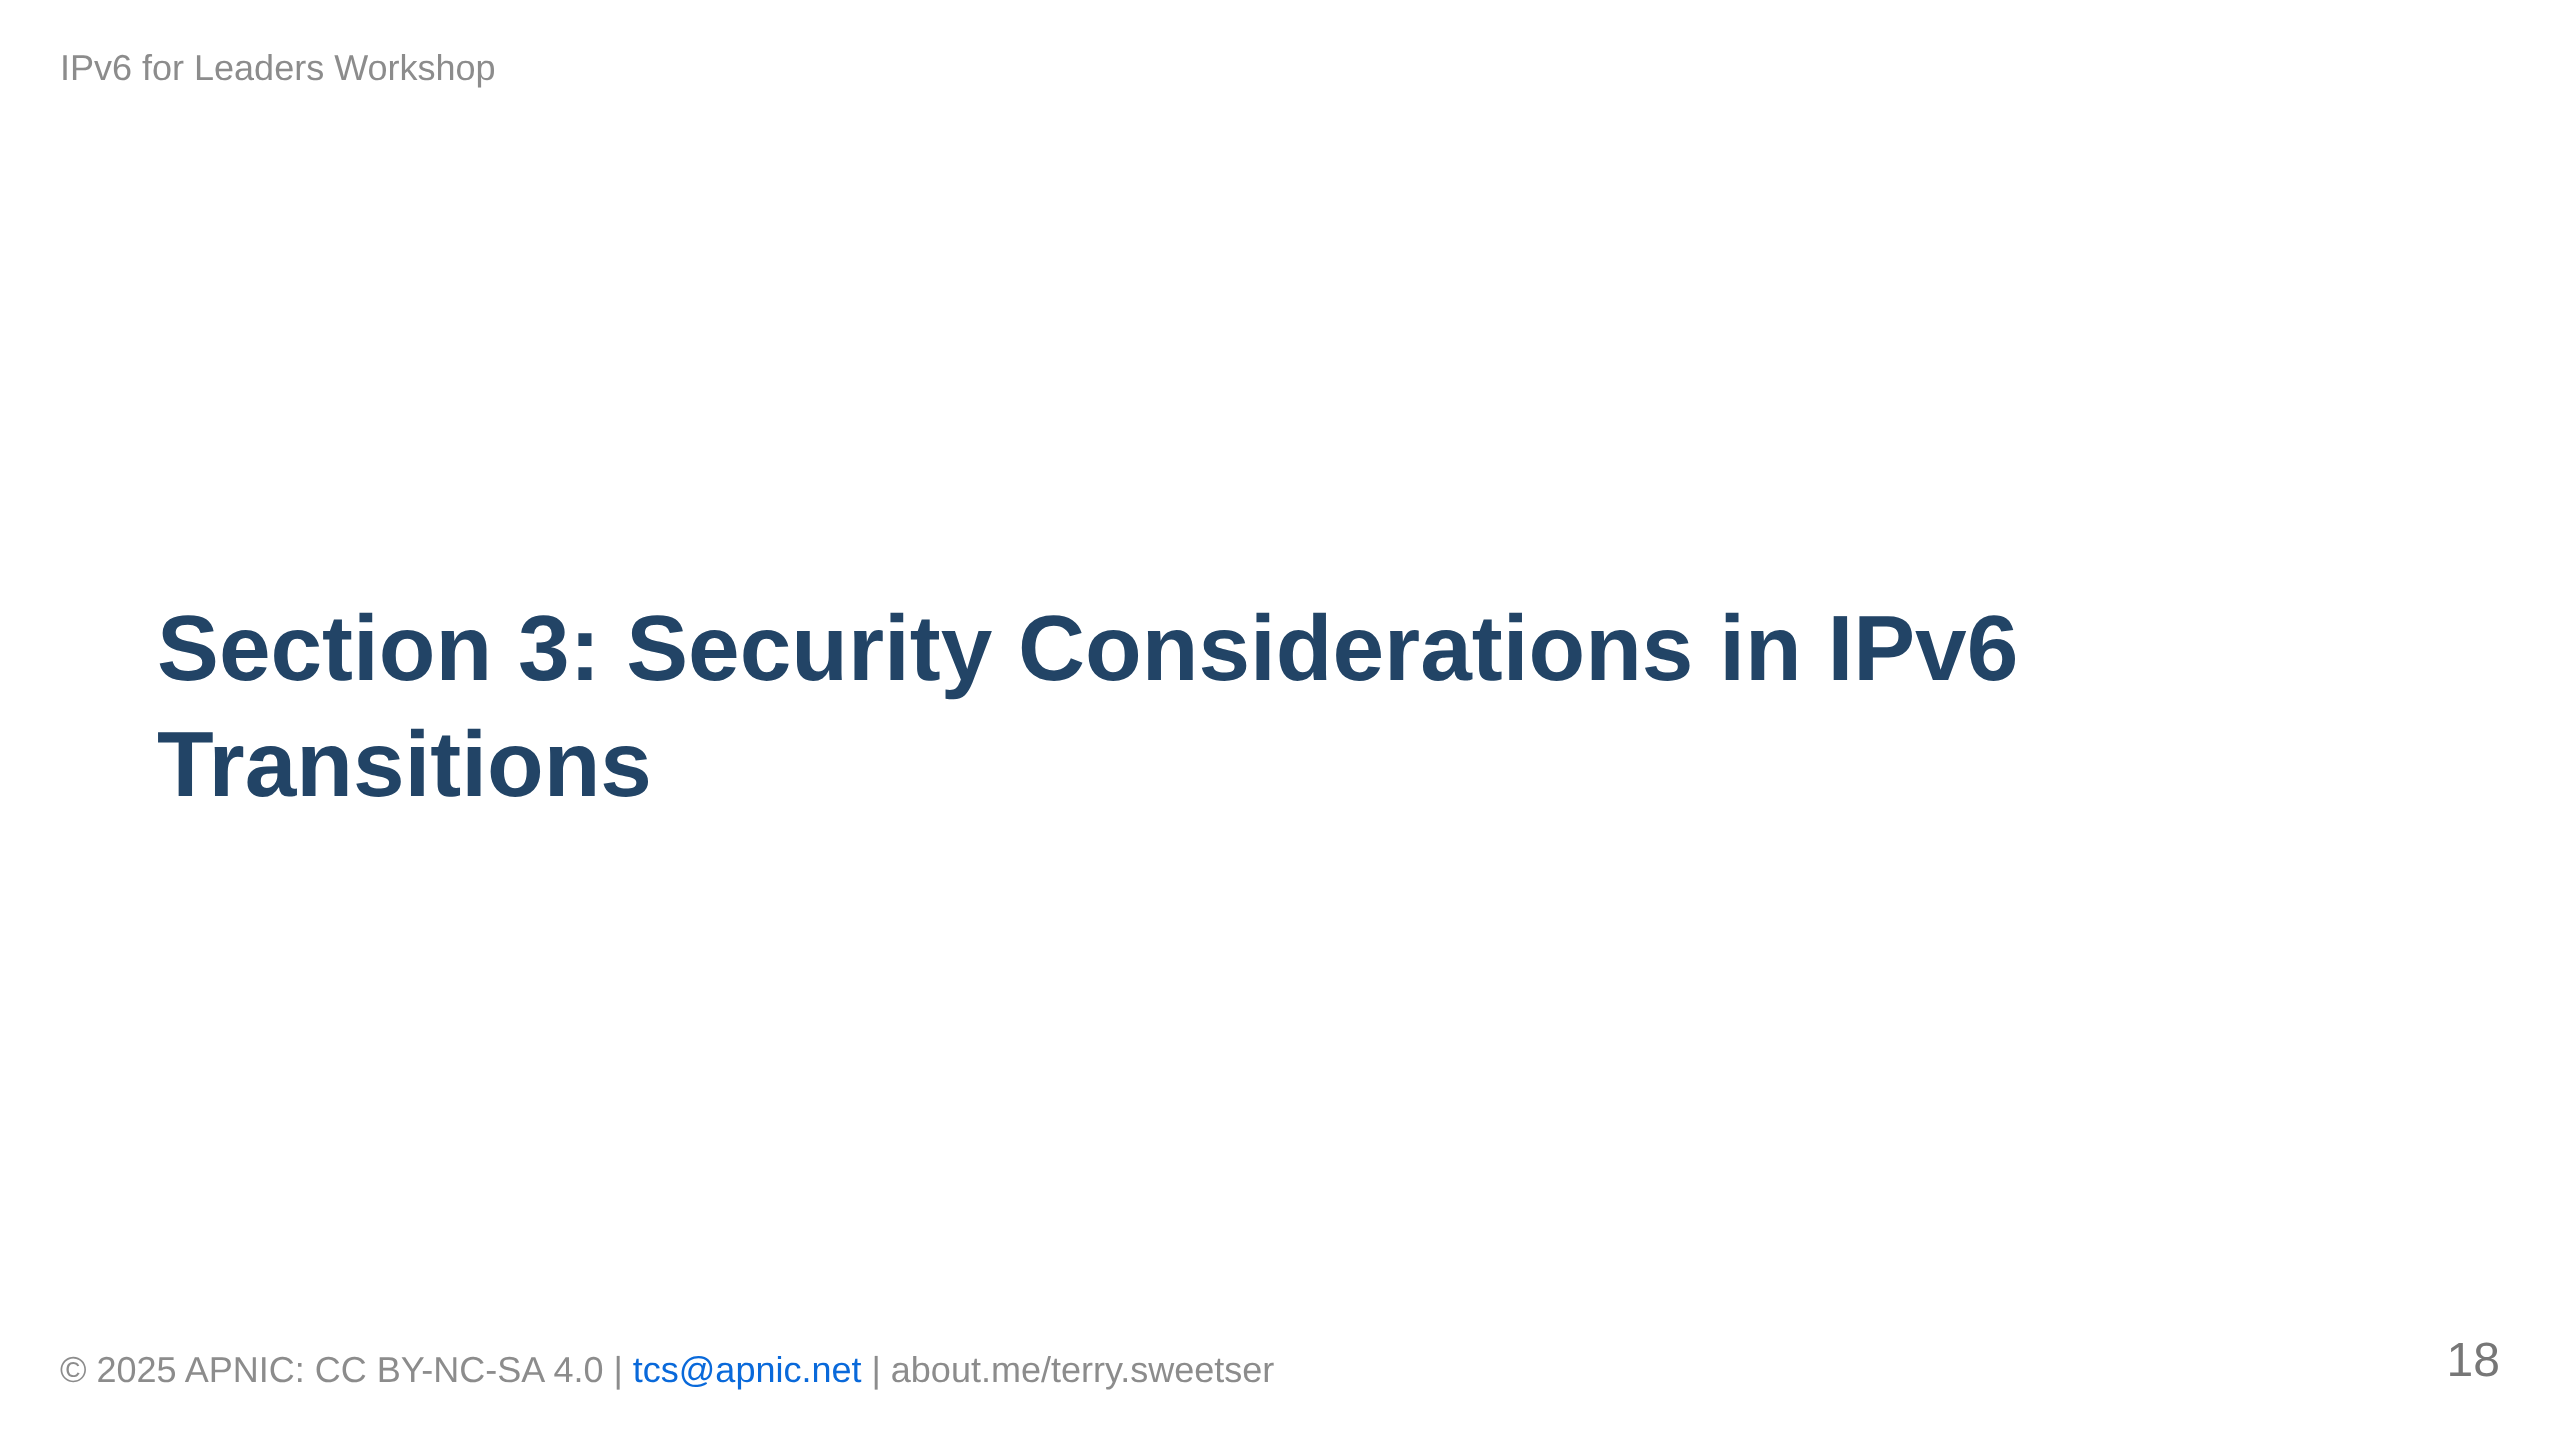 IPv6 for Leaders Workshop
Section 3: Security Considerations in IPv6
Transitions
© 2025 APNIC: CC BY-NC-SA 4.0 | tcs@apnic.net | about.me/terry.sweetser
18